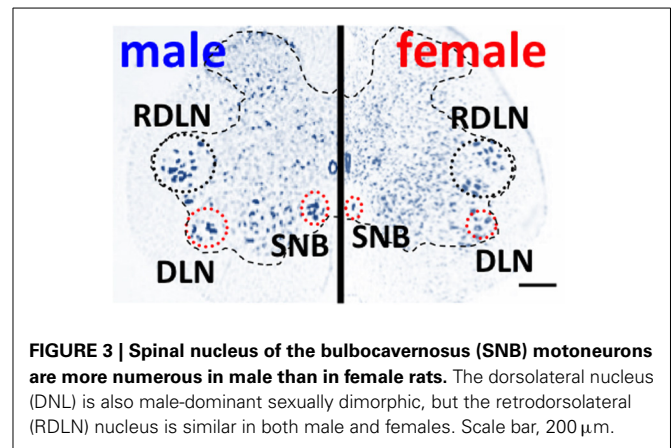 male female
RDLN RDLN
SNB SNB
DLN DLN
FIGURE 3 | Spinal nucleus of the bulbocavernosus (SNB) motoneurons
are more numerous in male than in female rats. The dorsolateral nucleus
(DNL) is also male-dominant sexually dimorphic, but the retrodorsolateral
(RDLN) nucleus is similar in both male and females. Scale bar, 200 μm.